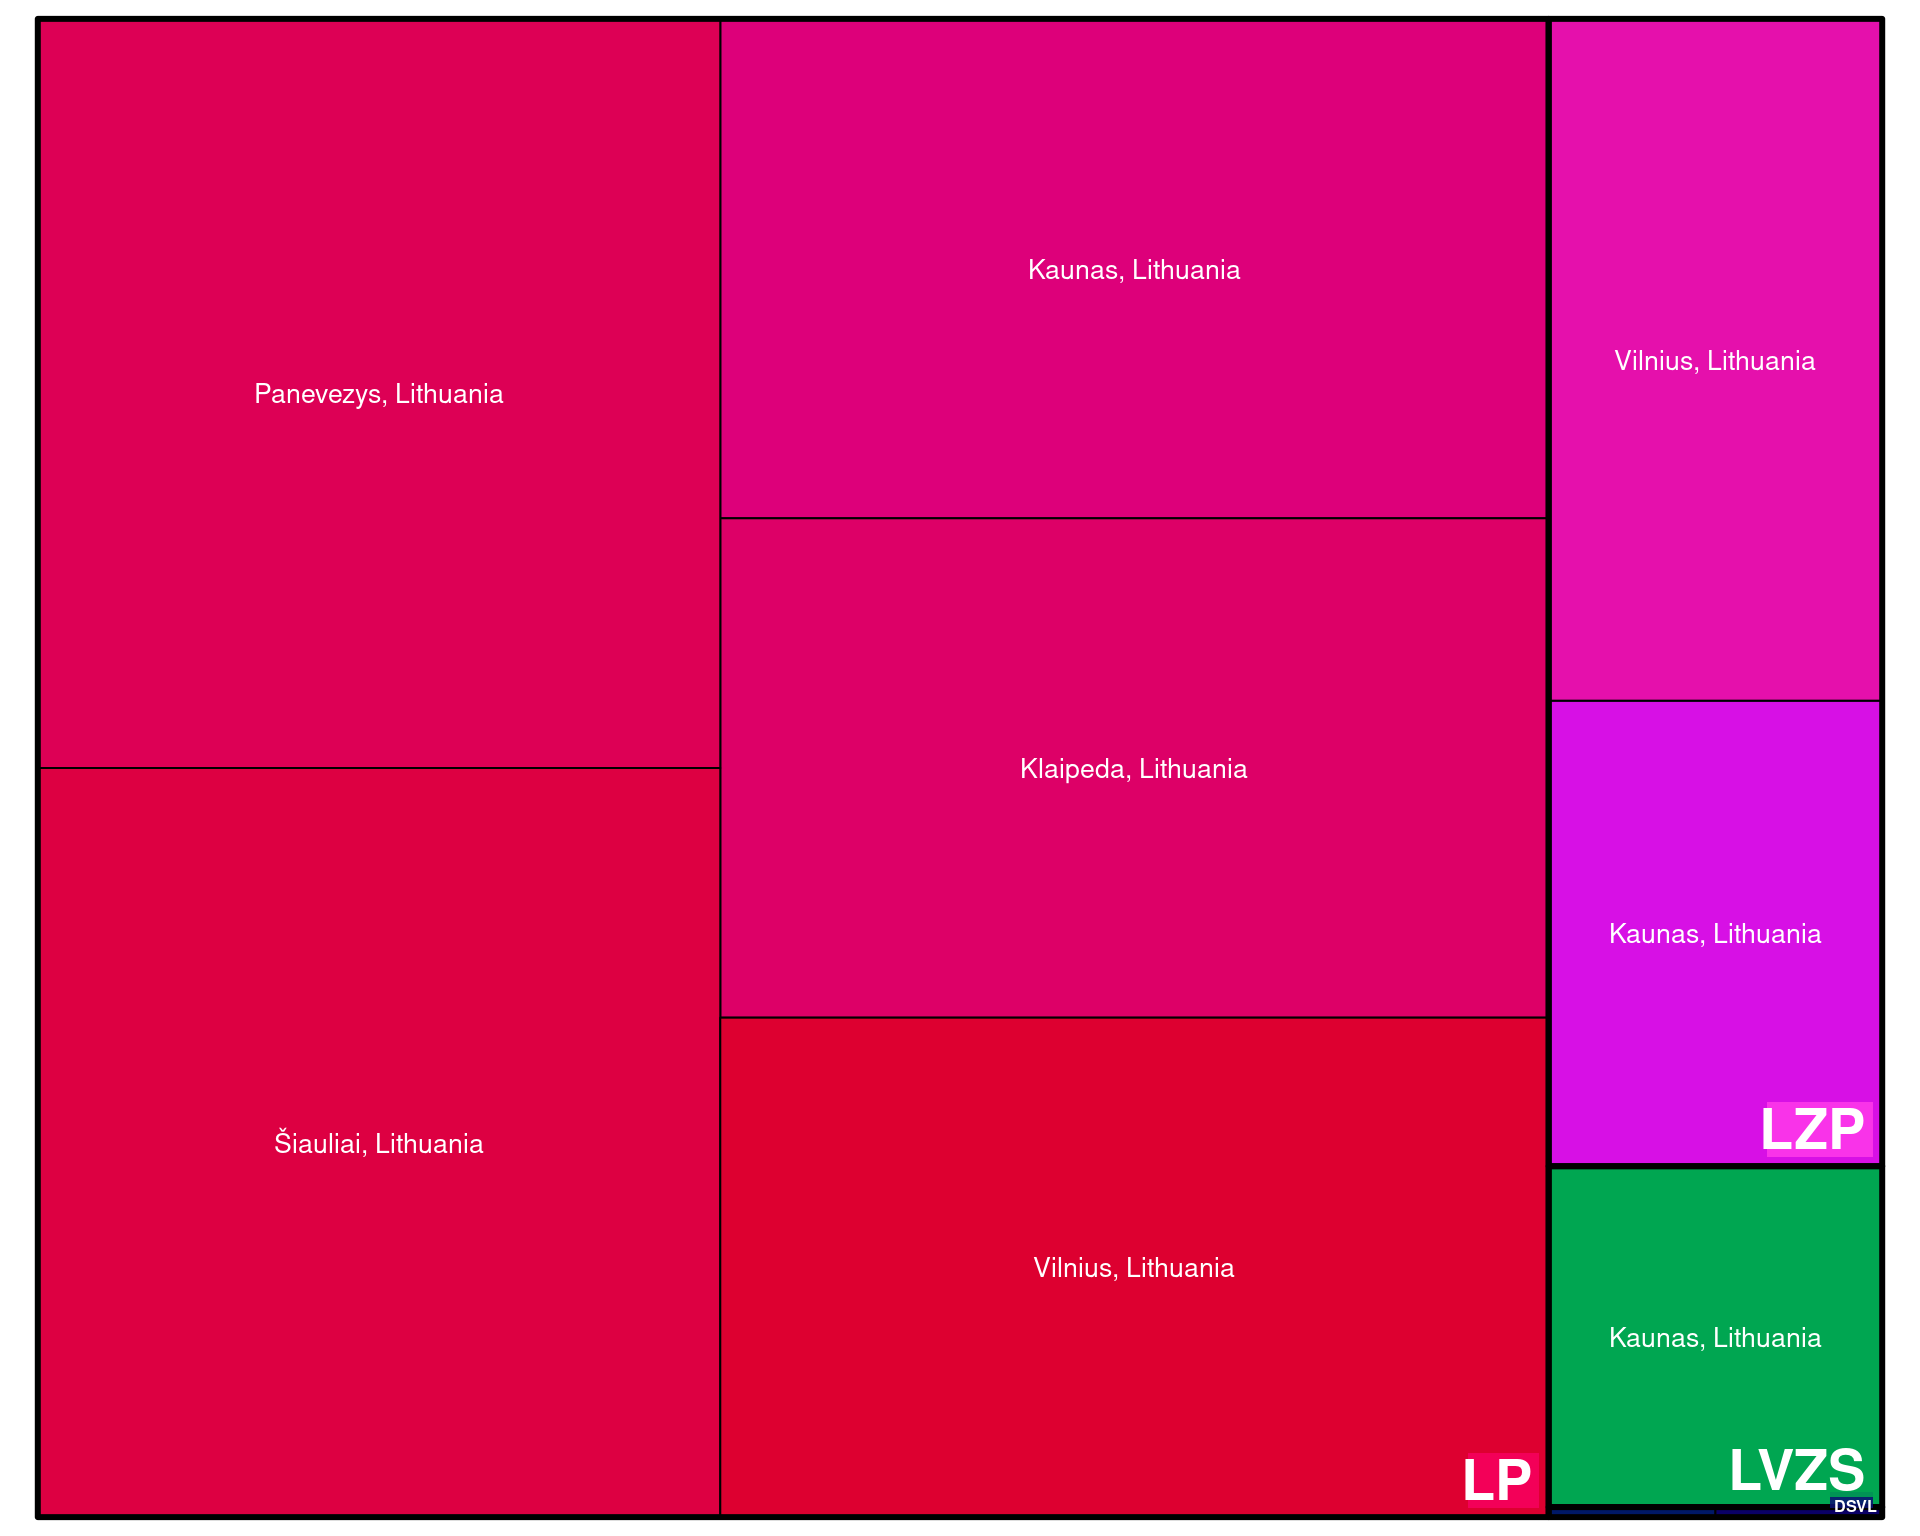 Panevezys, Lithuania
Šiauliai, Lithuania
Kaunas, Lithuania
Klaipeda, Lithuania
Vilnius, Lithuania
LP
Vilnius, Lithuania
Kaunas, Lithuania
LZP
Kaunas, Lithuania
LVZS
DSVL